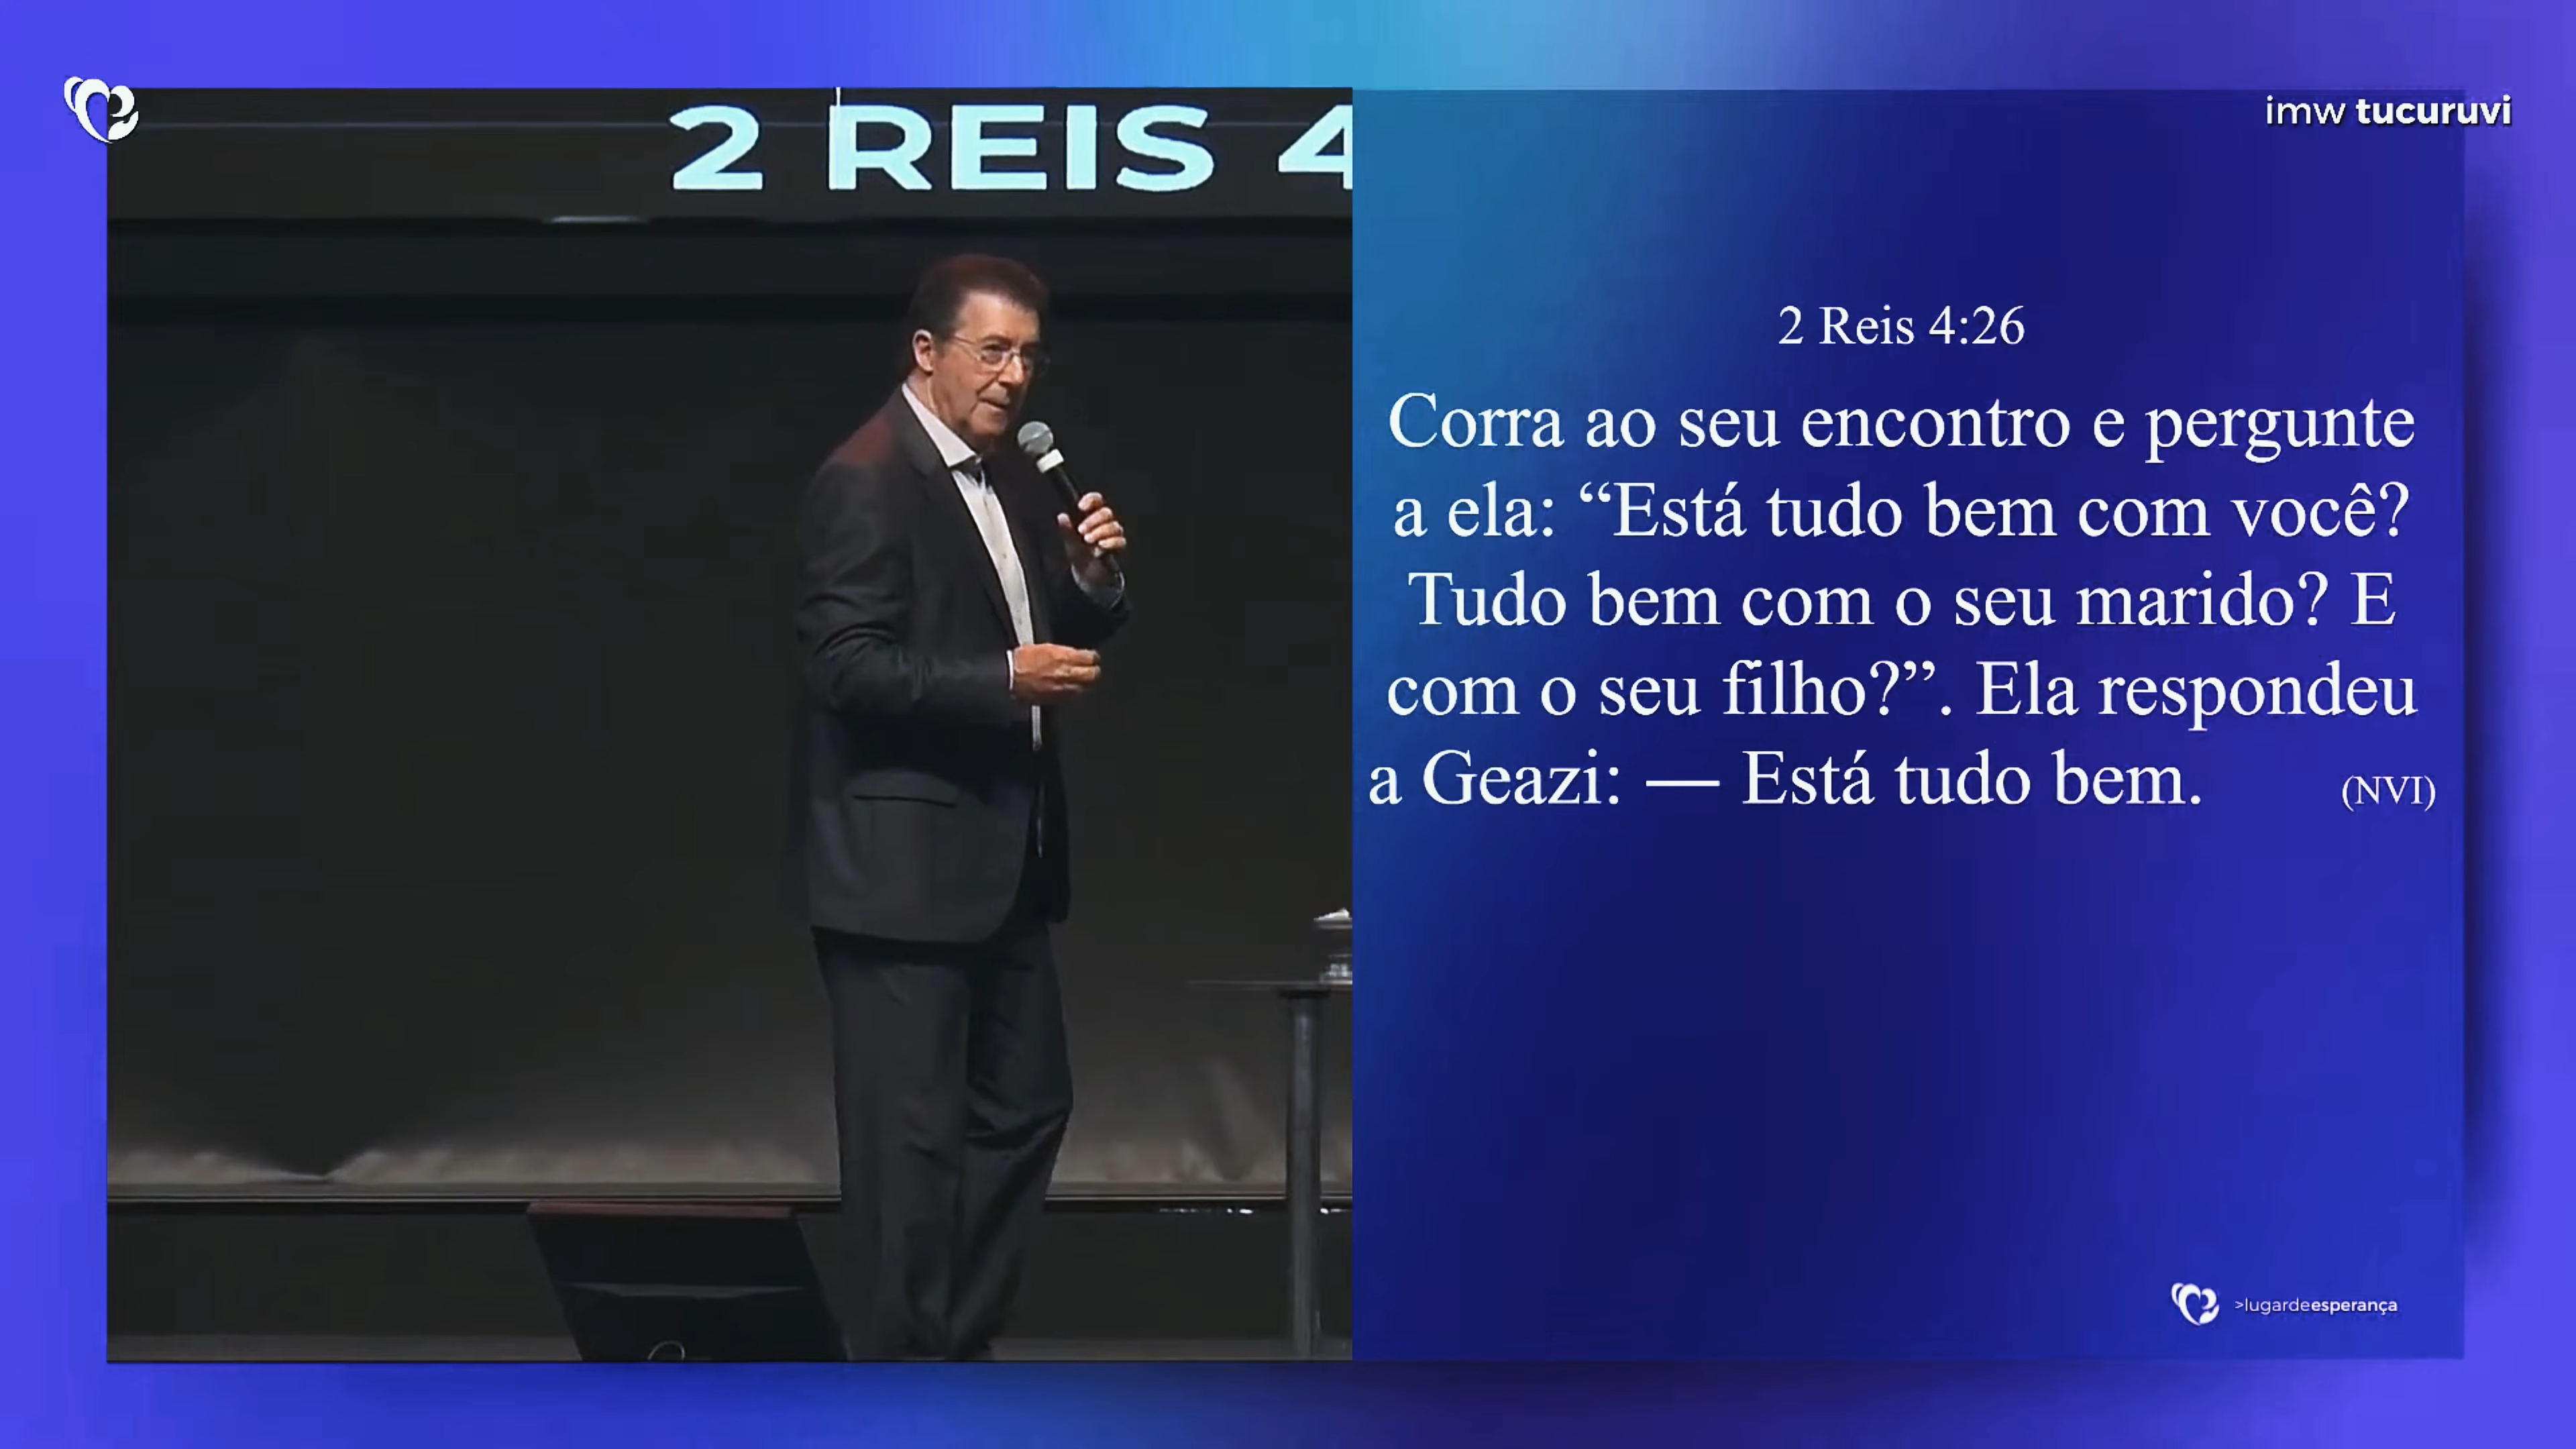 imw tucuruvi
2 REIS 4
2 Reis 4:26
Corra ao seu encontro e pergunte
a ela: “Está tudo bem com você?
Tudo bem com o seu marido? E
com o seu filho?”. Ela respondeu
a Geazi: — Está tudo bem. (NVI)
>lugardeesperança